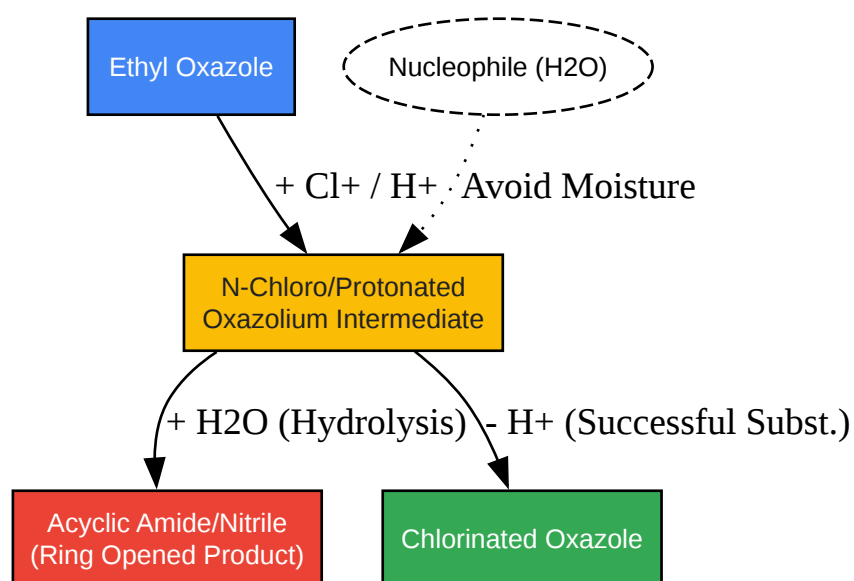 Ethyl Oxazole
Nucleophile (H2O)
+ Cl+ / H+
Avoid Moisture
N-Chloro/Protonated
Oxazolium Intermediate
+ H2O (Hydrolysis)
- H+ (Successful Subst.)
Acyclic Amide/Nitrile
(Ring Opened Product)
Chlorinated Oxazole